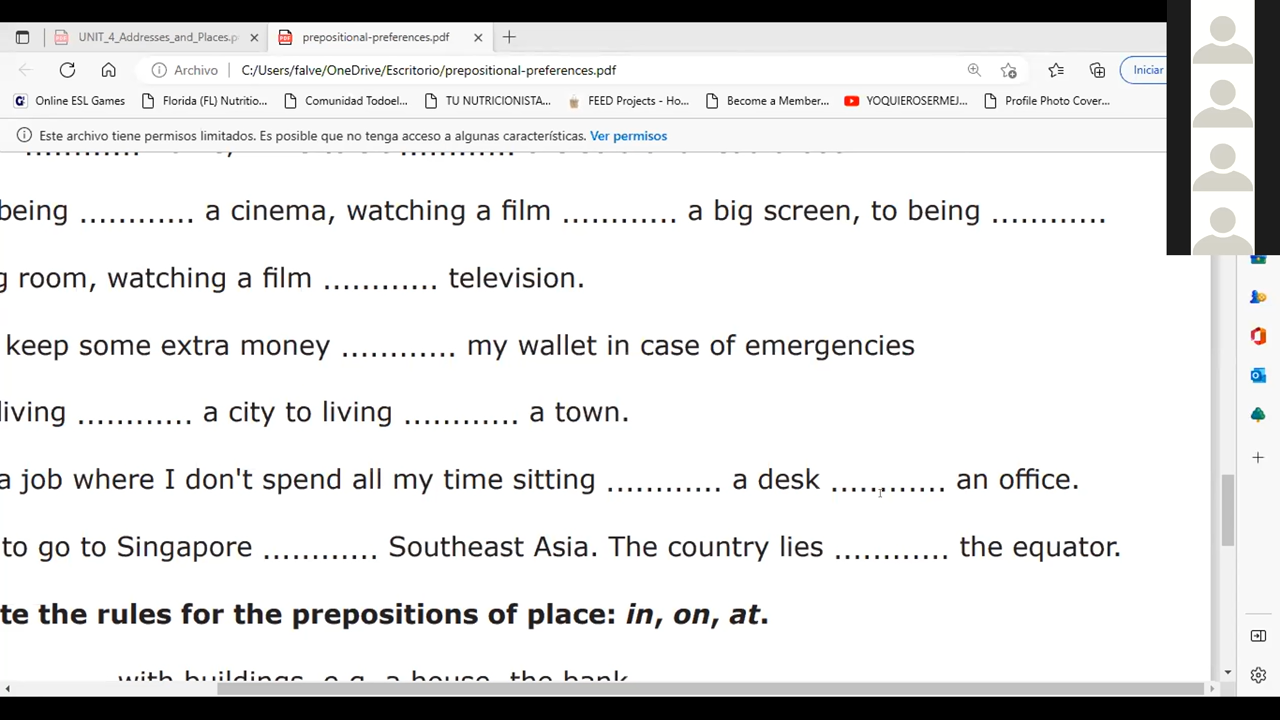 UNIT_4_Addresses_and_Places.p
prepositional-preferences.pdf
Archivo
C:/Users/falve/OneDrive/Escritorio/prepositional-preferences.pdf
Iniciar
Online ESL Games
Florida (FL) Nutritio...
Comunidad Todoel...
TU NUTRICIONISTA...
FEED Projects - Ho...
Become a Member...
YOQUIEROSERMEJ...
Profile Photo Cover...
Este archivo tiene permisos limitados. Es posible que no tenga acceso a algunas características. Ver permisos
being ............ a cinema, watching a film ............ a big screen, to being ............
g room, watching a film ............ television.
keep some extra money ............ my wallet in case of emergencies
living ............ a city to living ............ a town.
a job where I don't spend all my time sitting ............ a desk ............ an office.
to go to Singapore ............ Southeast Asia. The country lies ............ the equator.
te the rules for the prepositions of place: in, on, at.
with buildings, e.g. a house, the bank